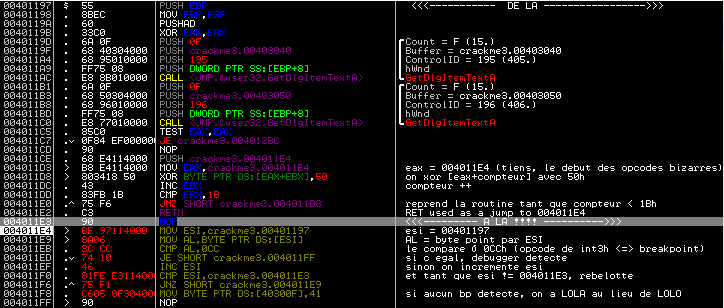 00401197 $ 55 PUSH EBP <<<----------- DE LA ----------------->>>
00401198 . 8BEC MOV EBP,ESP
0040119A . 60 PUSHAD
0040119B . 33C0 XOR EAX,EAX
0040119D . 6A 0F PUSH 0F Count = F (15.)
0040119F . 68 40304000 PUSH crackme3.00403040 Buffer = crackme3.00403040
004011A4 . 68 95010000 PUSH 195 ControlID = 195 (405.)
004011A9 . FF75 08 PUSH DWORD PTR SS:[EBP+8] hWnd
004011AC . E8 8B010000 CALL <JMP.&user32.GetDlgItemTextA> GetDlgItemTextA
004011B1 . 6A 0F PUSH 0F Count = F (15.)
004011B3 . 68 50304000 PUSH crackme3.00403050 Buffer = crackme3.00403050
004011B8 . 68 96010000 PUSH 196 ControlID = 196 (406.)
004011BD . FF75 08 PUSH DWORD PTR SS:[EBP+8] hWnd
004011C0 . E8 77010000 CALL <JMP.&user32.GetDlgItemTextA> GetDlgItemTextA
004011C5 . 85C0 TEST EAX,EAX
004011C7 .v 0F84 EF000000 JE crackme3.004012BC
004011CD . 90 NOP
004011CE . 68 E4114000 PUSH crackme3.004011E4
004011D3 > B8 E4114000 MOV EAX,crackme3.004011E4 eax = 004011E4 (tiens, le debut des opcodes bizarres)
004011D8 > 803418 50 XOR BYTE PTR DS:[EAX+EBX],50 on xor [eax+compteur] avec 50h
004011DC . 43 INC EBX compteur ++
004011DD . 83FB 1B CMP EBX,1B
004011E0 .^ 75 F6 JNZ SHORT crackme3.004011D8 reprend la routine tant que compteur < 1Bh
004011E2 . C3 RETN RET used as a jump to 004011E4
004011E3 90 NOP <<<--------- A LA !!!! ---------->>>
004011E4 > BE 97114000 MOV ESI,crackme3.00401197 esi = 00401197
004011E9 > 8A06 MOV AL,BYTE PTR DS:[ESI] AL = byte point par ESI
004011EB . 3C CC CMP AL,0CC le compare à 0CCh (opcode de int3h <=> breakpoint)
004011ED .v 74 10 JE SHORT crackme3.004011FF si c egal, debugger detecte
004011EF . 46 INC ESI sinon on incremente esi
004011F0 . 81FE E3114000 CMP ESI,crackme3.004011E3 et tant que esi != 004011E3, rebelotte
004011F6 .^ 75 F1 JNZ SHORT crackme3.004011E9
004011F8 . C605 0F304000 41 MOV BYTE PTR DS:[40300F],41 si aucun bp detecte, on a LOLA au lieu de LOLO
004011FF > 90 NOP